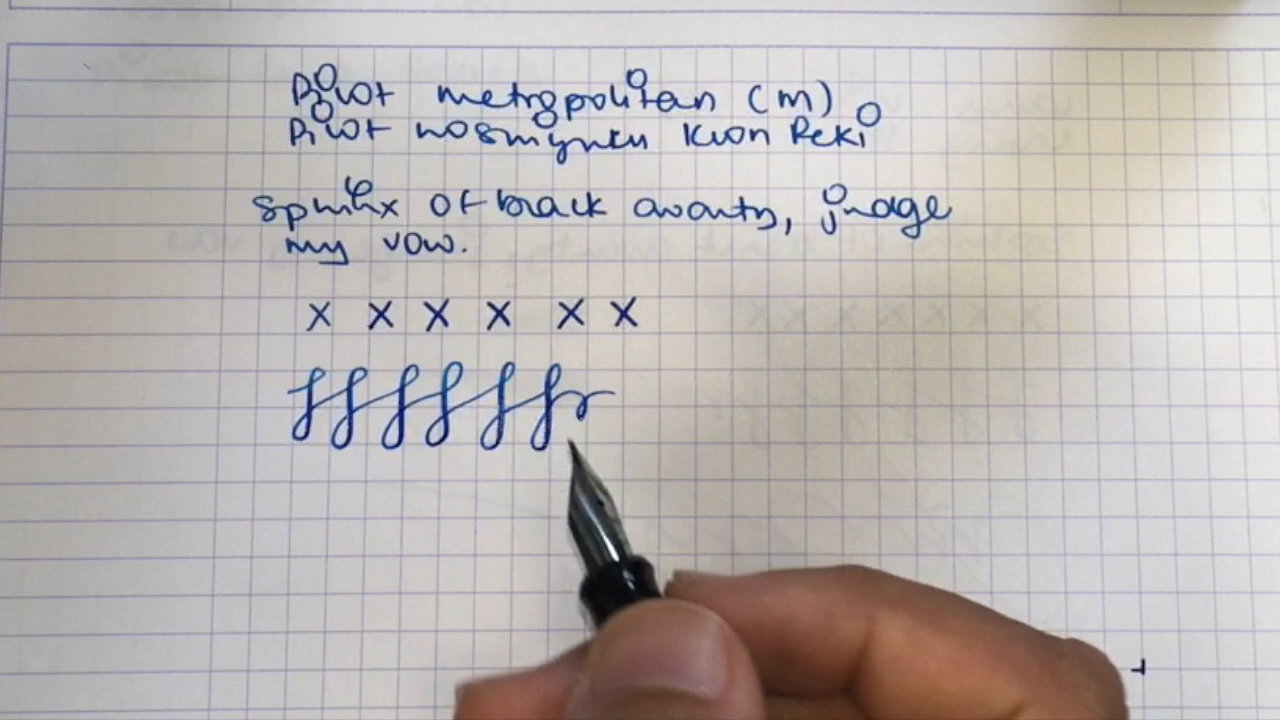 Pilot metropolitan (m)
Pilot Kon Peki
Sphinx of black quartz, judge
my vow.
x x x x x x